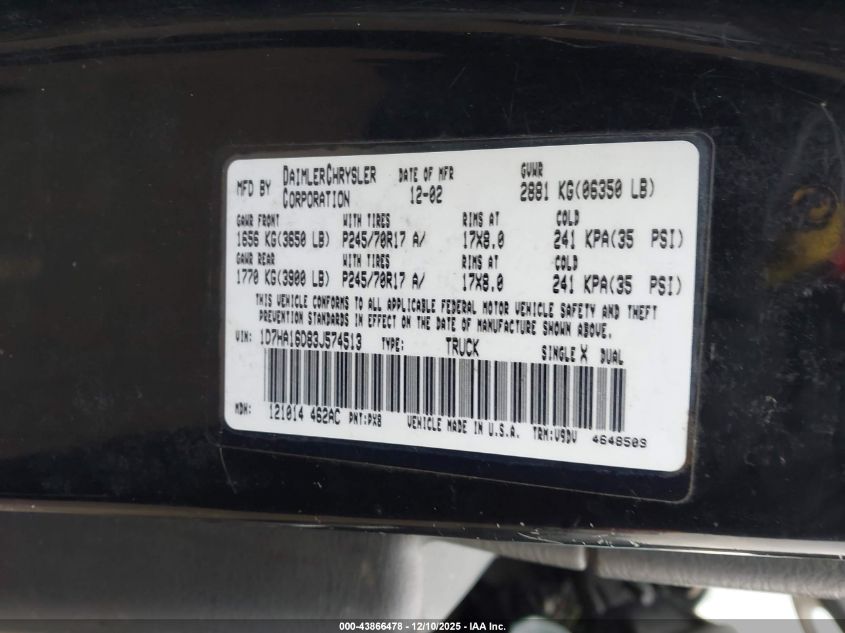 MFD BY DAIMLERCHRYSLER CORPORATION DATE OF MFR 12-02 GVWR 2881 KG(06350 LB)
GAWR FRONT WITH TIRES RIMS AT COLD
1656 KG(3650 LB) P245/70R17 A/ 17X8.0 241 KPA(35 PSI)
GAWR REAR WITH TIRES RIMS AT COLD
1770 KG(3900 LB) P245/70R17 A/ 17X8.0 241 KPA(35 PSI)
THIS VEHICLE CONFORMS TO ALL APPLICABLE FEDERAL MOTOR VEHICLE SAFETY AND THEFT
PREVENTION STANDARDS IN EFFECT ON THE DATE OF MANUFACTURE SHOWN ABOVE.
VIN: 1D7HA16D83J574513 TYPE: TRUCK SINGLE X DUAL
MDH: 121014 462AC PNT:PX8 VEHICLE MADE IN U.S.A. TRM:V9DV 4648509
000-43866478 - 12/10/2025 - IAA Inc.